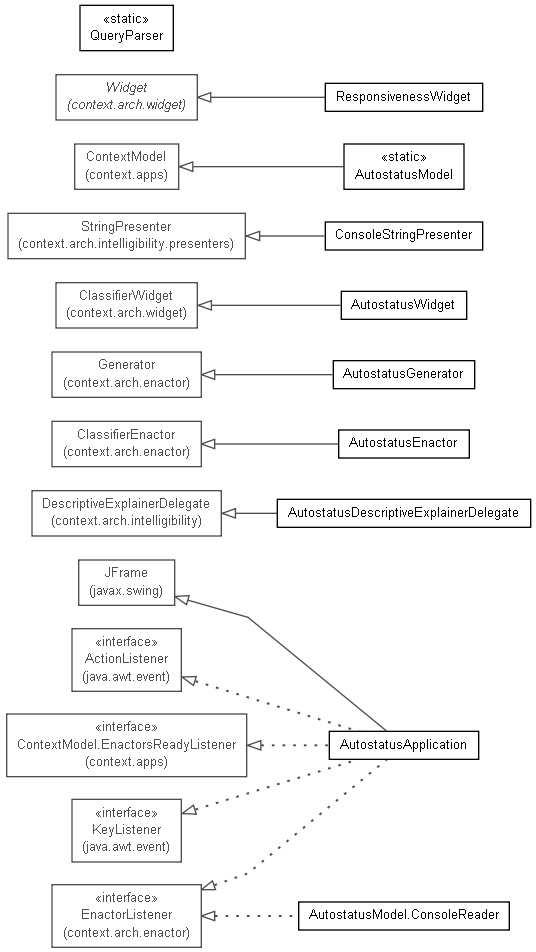 «static»
QueryParser
Widget
(context.arch.widget)
ResponsivenessWidget
ContextModel
(context.apps)
«static»
AutostatusModel
StringPresenter
(context.arch.intelligibility.presenters)
ConsoleStringPresenter
ClassifierWidget
(context.arch.widget)
AutostatusWidget
Generator
(context.arch.enactor)
AutostatusGenerator
ClassifierEnactor
(context.arch.enactor)
AutostatusEnactor
DescriptiveExplainerDelegate
(context.arch.intelligibility)
AutostatusDescriptiveExplainerDelegate
JFrame
(javax.swing)
«interface»
ActionListener
(java.awt.event)
«interface»
ContextModel.EnactorsReadyListener
(context.apps)
AutostatusApplication
«interface»
KeyListener
(java.awt.event)
«interface»
EnactorListener
(context.arch.enactor)
AutostatusModel.ConsoleReader